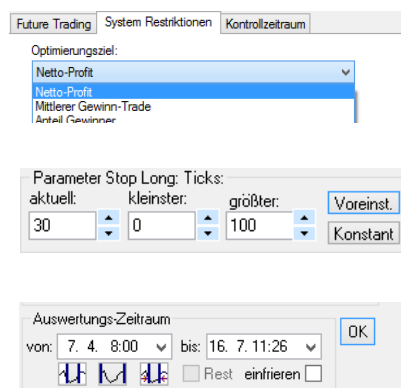 Future Trading System Restriktionen Kontrollzeitraum
Optimierungsziel:
Netto-Profit
Netto-Profit
Mittlerer Gewinn-Trade
Anteil Gewinner
Parameter Stop Long: Ticks:
aktuell: kleinster: größter: Voreinst.
30 0 100 Konstant
Auswertungs-Zeitraum OK
von: 7. 4. 8:00 bis: 16. 7. 11:26
Rest einfrieren